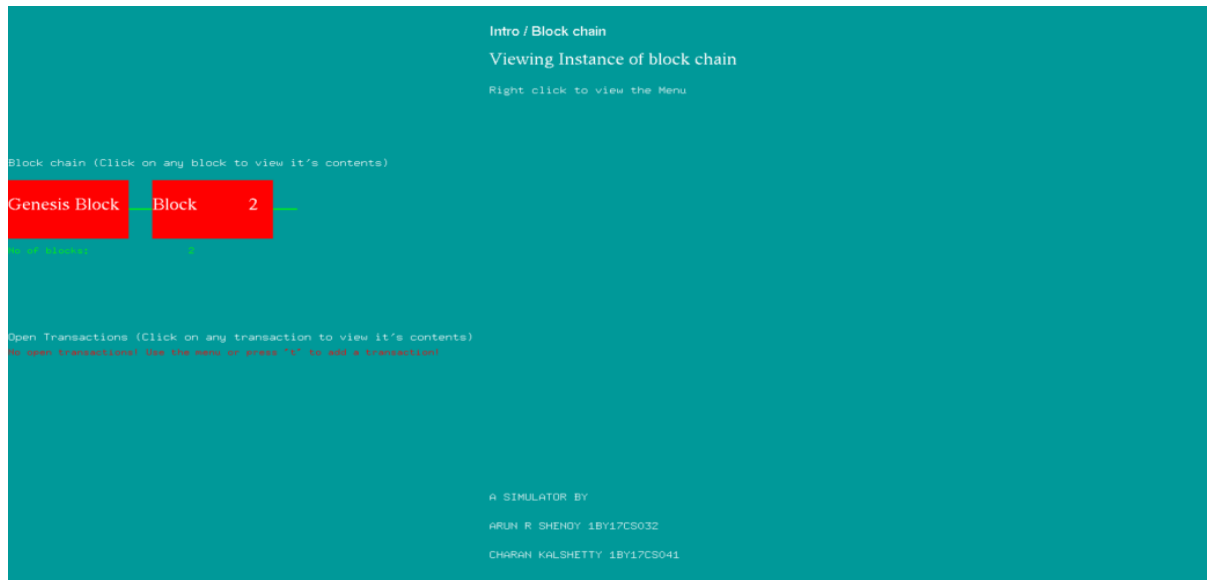 Intro / Block chain
Viewing Instance of block chain
Right click to view the Menu
Block chain (Click on any block to view it's contents)
Genesis Block Block 2
No of blocks: 2
Open Transactions (Click on any transaction to view it's contents)
No open transactions! Use the menu or press "t" to add a transaction!
A SIMULATOR BY
ARUN R SHENOY 1BY17CS032
CHARAN KALSHETTY 1BY17CS041